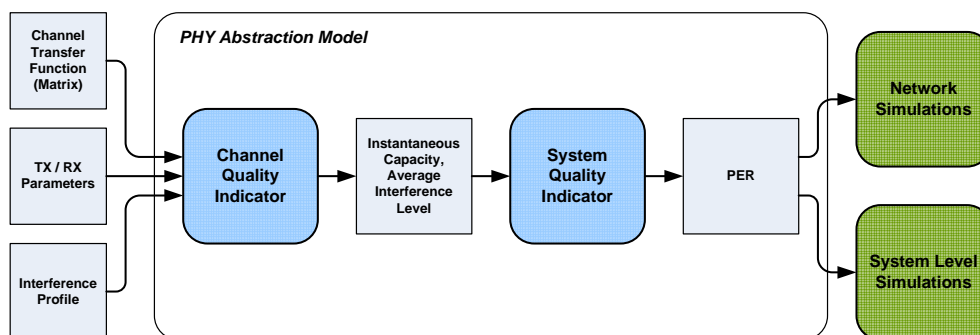 PHY Abstraction Model
Channel
Transfer
Function
(Matrix)
TX / RX
Parameters
Interference
Profile
Channel
Quality
Indicator
Instantaneous
Capacity,
Average
Interference
Level
System
Quality
Indicator
PER
Network
Simulations
System Level
Simulations